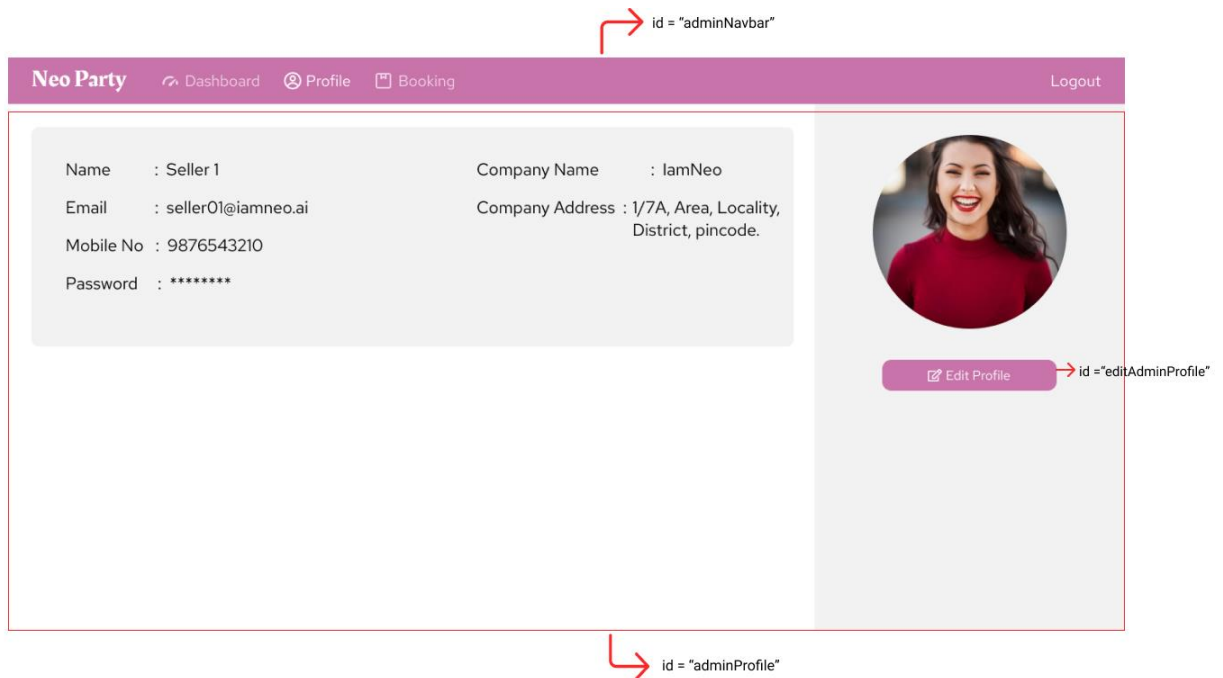 id = “adminNavbar”
Neo Party Dashboard Profile Booking Logout
Name : Seller 1
Email : seller01@iamneo.ai
Mobile No : 9876543210
Password : ********
Company Name : IamNeo
Company Address : 1/7A, Area, Locality,
District, pincode.
Edit Profile
id =“editAdminProfile”
id = “adminProfile”